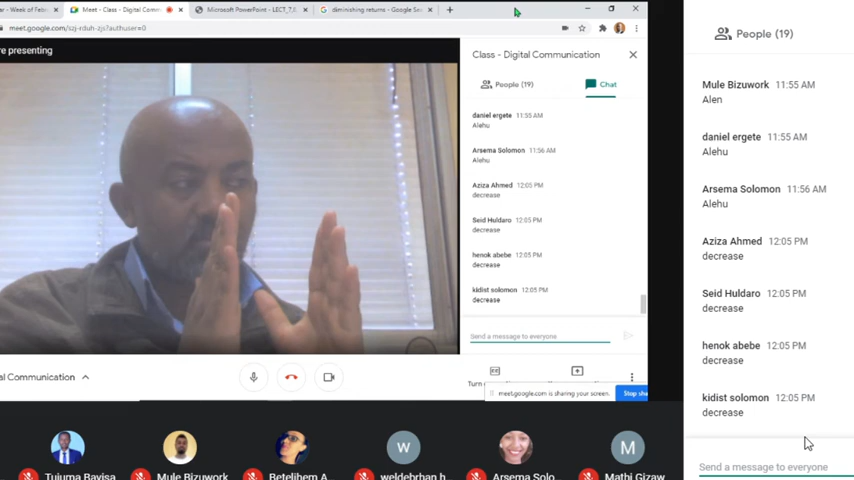 ar - Week of Febru
Meet - Class - Digital Comm
Microsoft PowerPoint - LECT_7,8
diminishing returns - Google Se
meet.google.com/szj-rduh-zjs?authuser=0
re presenting
Class - Digital Communication
People (19)
Chat
daniel ergete 11:55 AM
Alehu
Arsema Solomon 11:56 AM
Alehu
Aziza Ahmed 12:05 PM
decrease
Seid Huldaro 12:05 PM
decrease
henok abebe 12:05 PM
decrease
kidist solomon 12:05 PM
decrease
Send a message to everyone
al Communication
Turn
meet.google.com is sharing your screen.
Stop sha
Tujuma Bayisa
Mule Bizuwork
Betelihem A
W
weldebrhan h
Arsema Solo...
M
Mathi Gizaw
People (19)
Mule Bizuwork 11:55 AM
Alen
daniel ergete 11:55 AM
Alehu
Arsema Solomon 11:56 AM
Alehu
Aziza Ahmed 12:05 PM
decrease
Seid Huldaro 12:05 PM
decrease
henok abebe 12:05 PM
decrease
kidist solomon 12:05 PM
decrease
Send a message to everyone